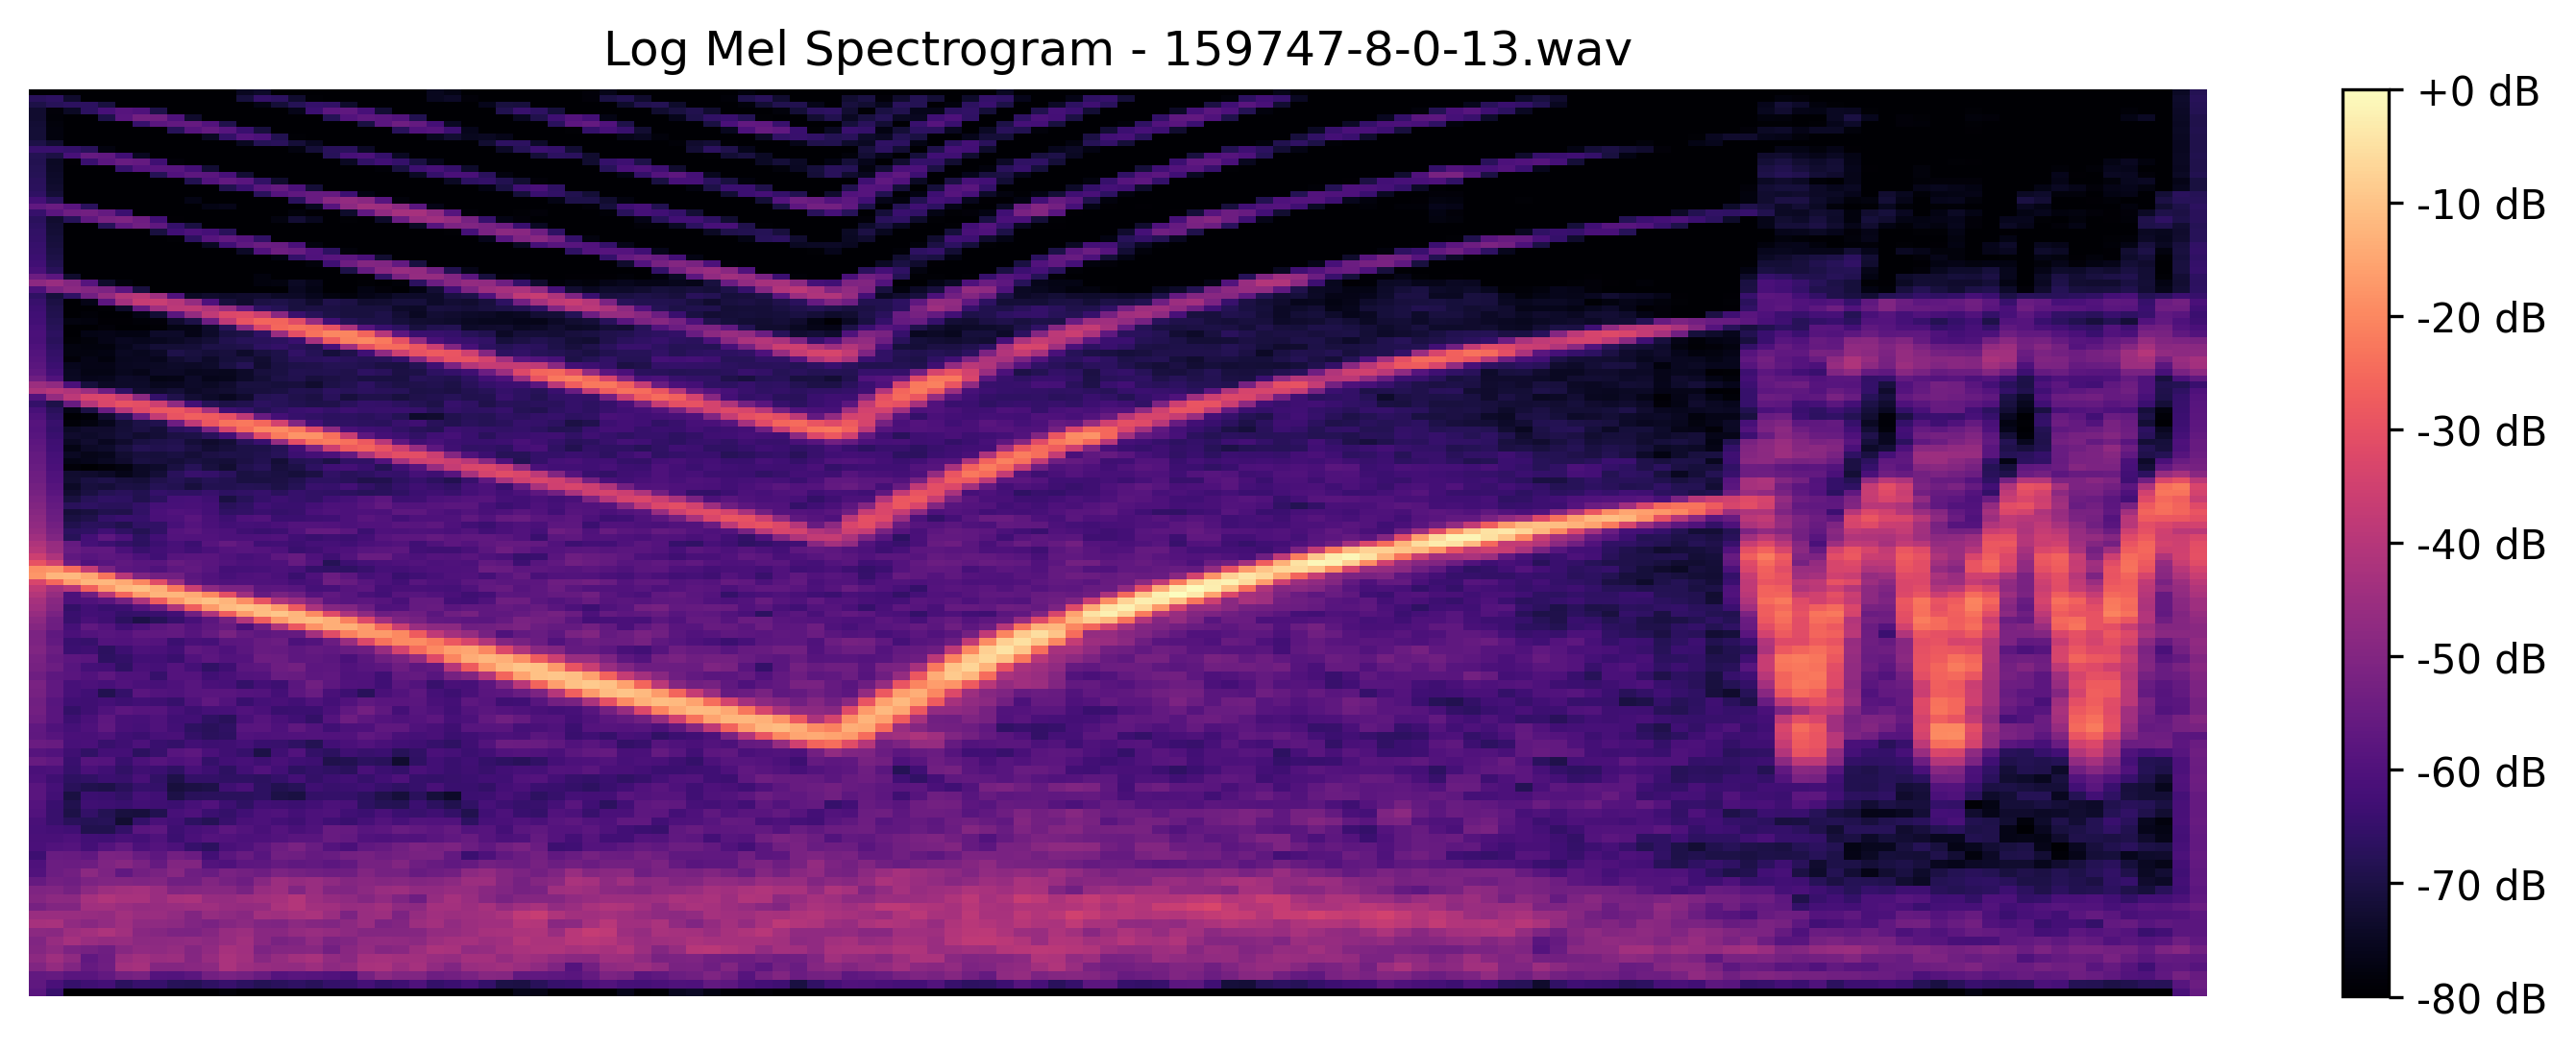 Log Mel Spectrogram - 159747-8-0-13.wav
+0 dB
-10 dB
-20 dB
-30 dB
-40 dB
-50 dB
-60 dB
-70 dB
-80 dB